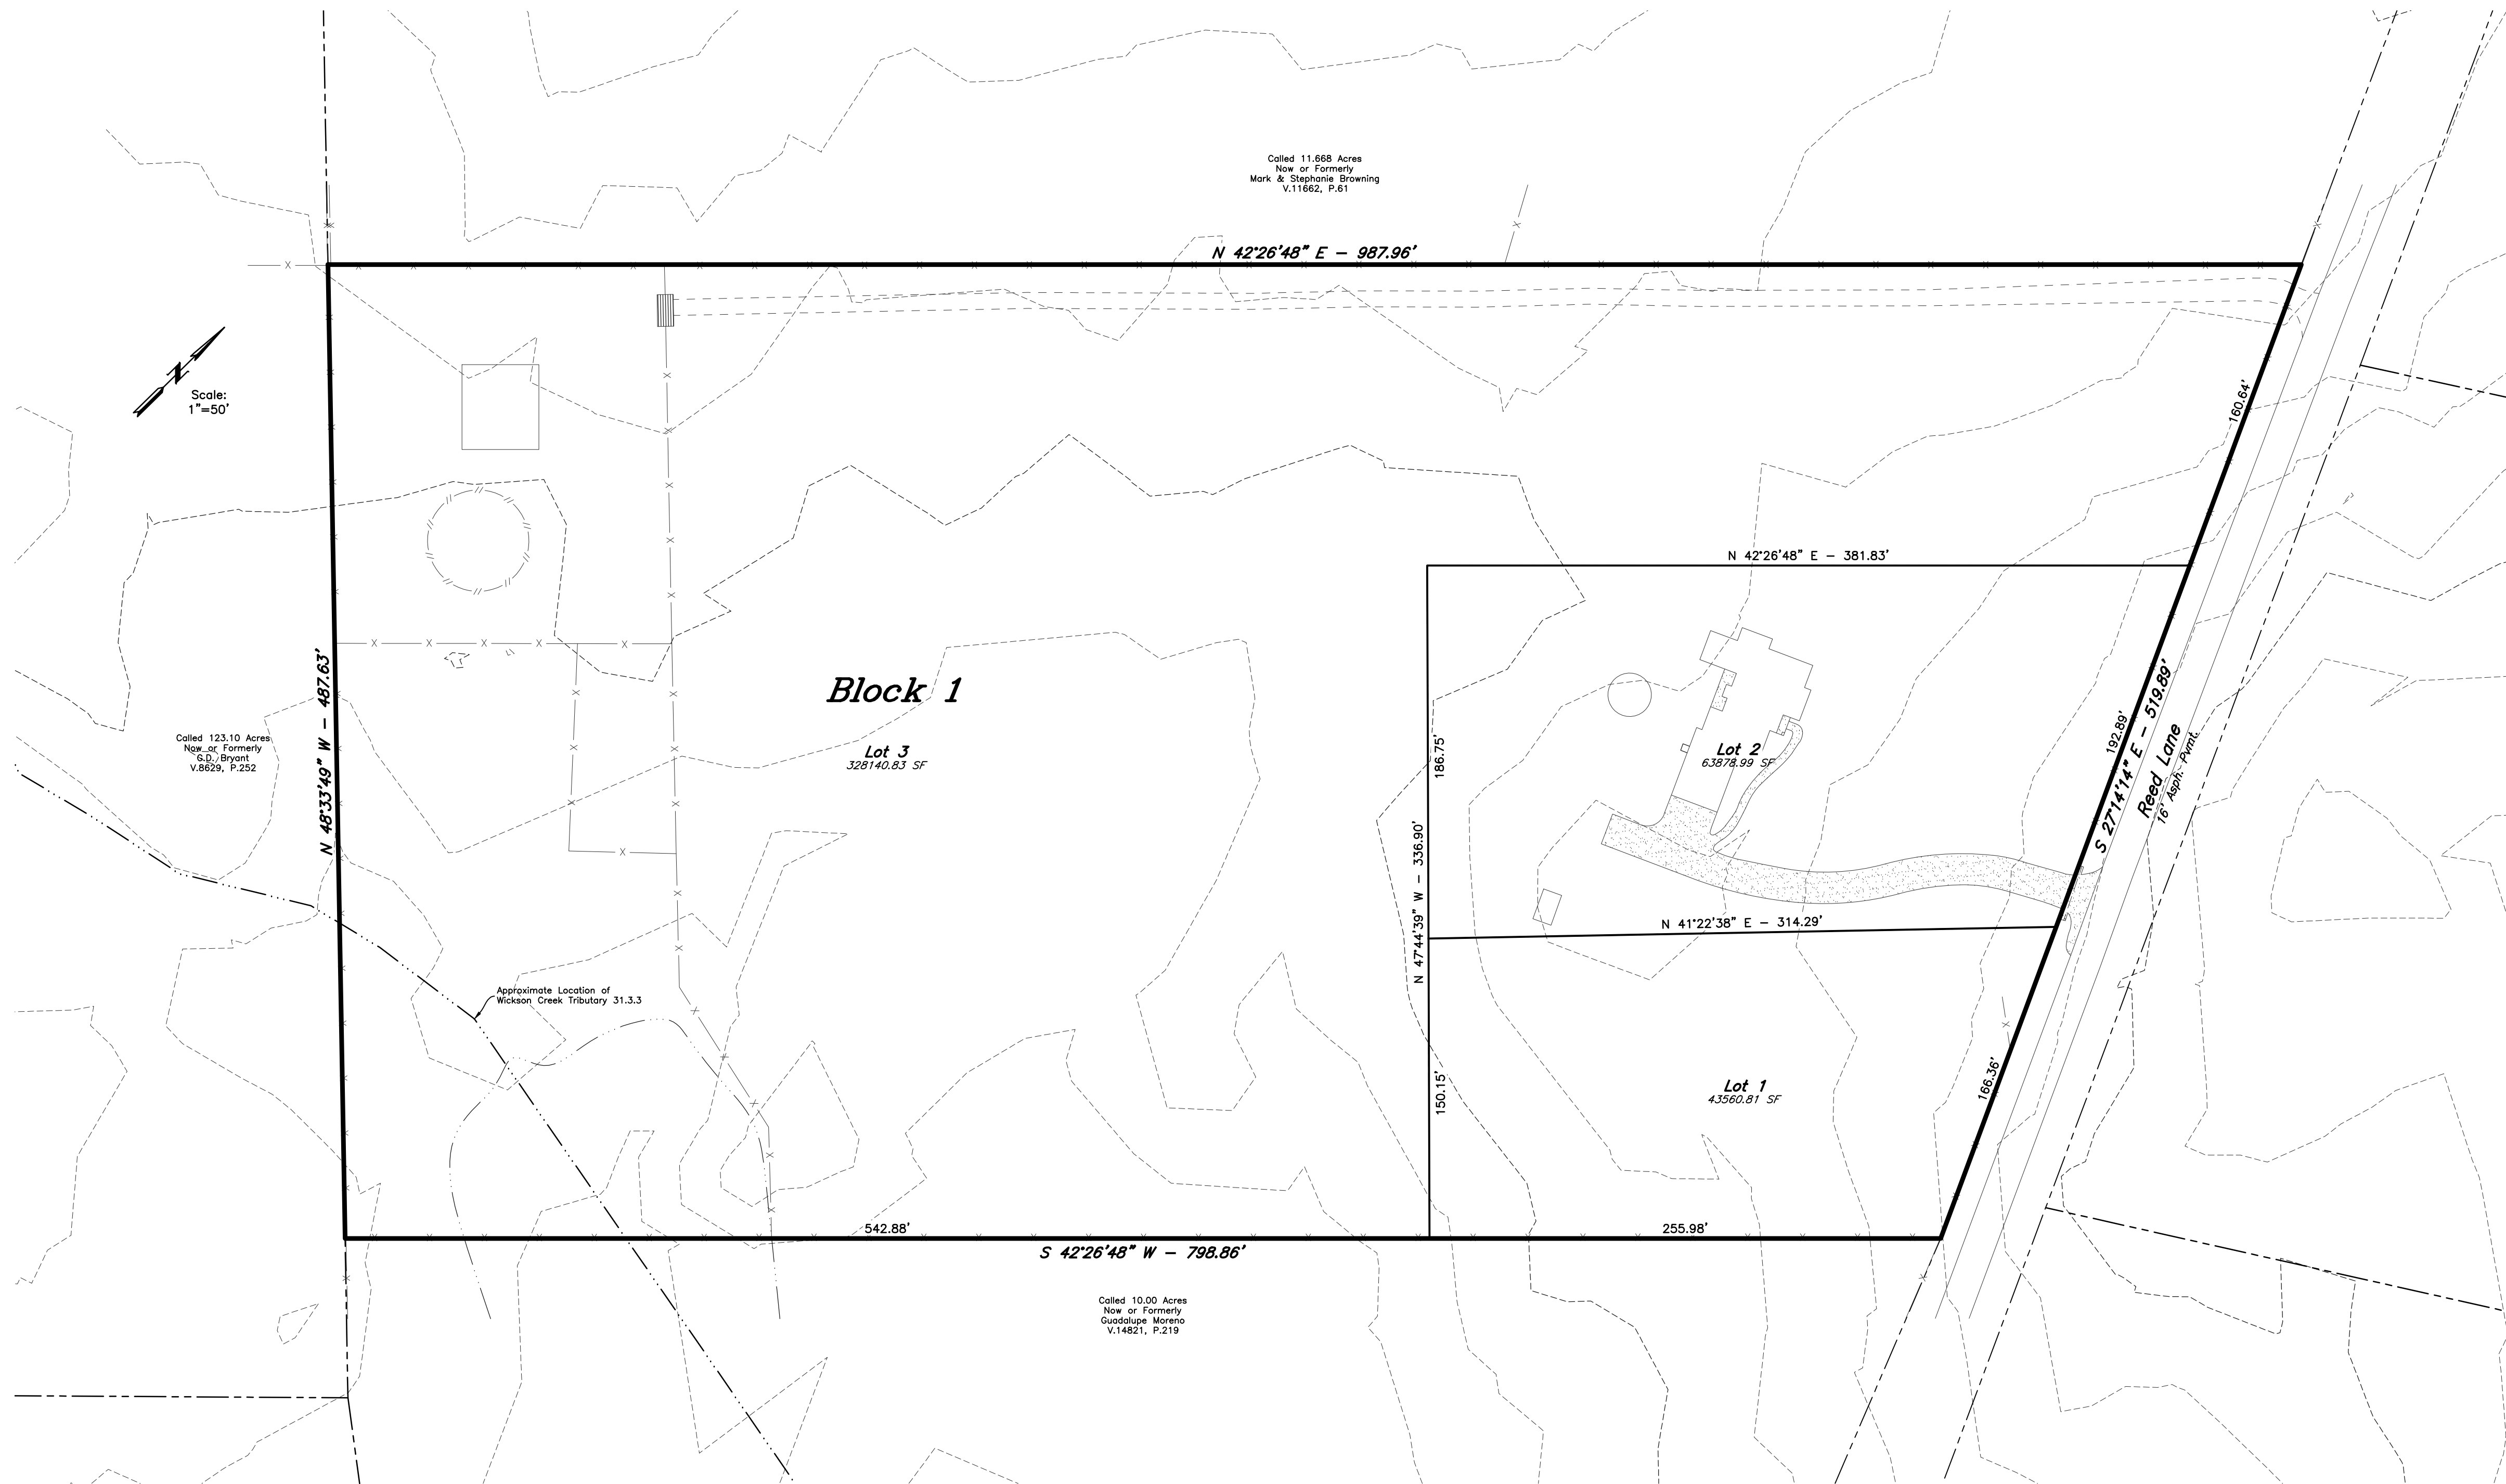 Called 11.668 Acres
Now or Formerly
Mark & Stephanie Browning
V.11662, P.61
N 42°26'48" E – 987.96'
N
Scale:
1"=50'
160.64'
N 42°26'48" E – 381.83'
Block 1
Lot 3
328140.83 SF
N 48°33'49" W – 487.63'
Called 123.10 Acres
Now or Formerly
G.D. Bryant
V.8629, P.252
186.75'
Lot 2
63878.99 SF
192.89'
S 27°14'14" E – 519.89'
Reed Lane
16' Asph. Pvmt.
N 47°44'39" W – 336.90'
N 41°22'38" E – 314.29'
Approximate Location of
Wickson Creek Tributary 31.3.3
150.15'
Lot 1
43560.81 SF
166.36'
542.88'
255.98'
S 42°26'48" W – 798.86'
Called 10.00 Acres
Now or Formerly
Guadalupe Moreno
V.14821, P.219